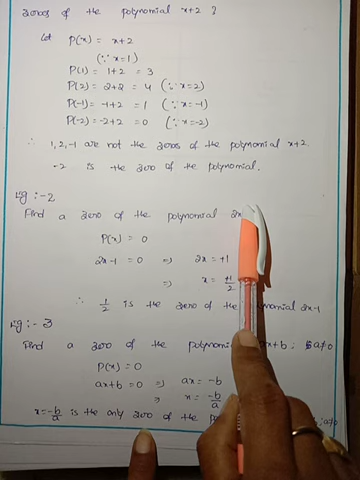 zeroes of the polynomial x+2 ?
Let P(x) = x+2
(∵ x=1)
P(1) = 1+2 = 3
P(2) = 2+2 = 4 (∵ x=2)
P(-1) = -1+2 = 1 (∵ x=-1)
P(-2) = -2+2 = 0 (∵ x=-2)
∴ 1, 2, -1 are not the zeros of the polynomial x+2
-2 is the zero of the polynomial.
Eg :- 2
Find a zero of the polynomial 2x
P(x) = 0
2x-1 = 0 ⇒ 2x = +1
⇒ x = +1/2
∴ 1/2 is the zero of the 2x-1
Eg :- 3
Find a zero of the x+b ; a≠0
P(x) = 0
ax+b = 0 ⇒ ax = -b
⇒ x = -b/a
x = -b/a is the only zero of the ; a≠0